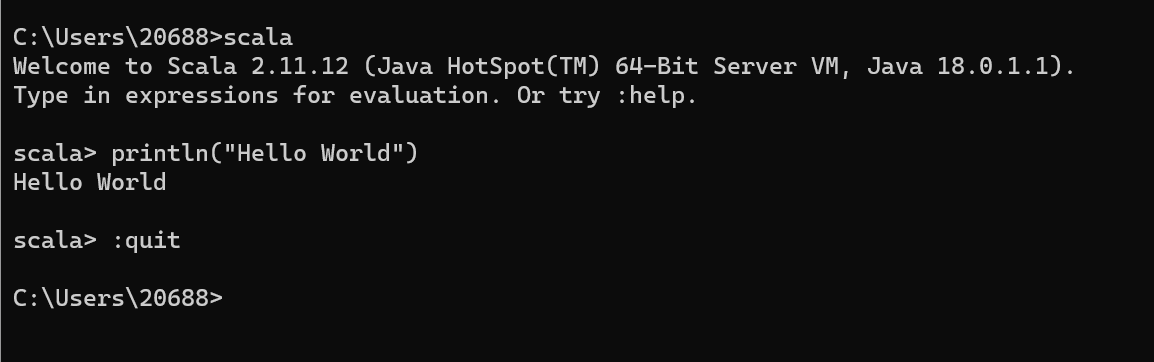 C:\Users\20688>scala
Welcome to Scala 2.11.12 (Java HotSpot(TM) 64-Bit Server VM, Java 18.0.1.1).
Type in expressions for evaluation. Or try :help.
scala> println("Hello World")
Hello World
scala> :quit
C:\Users\20688>